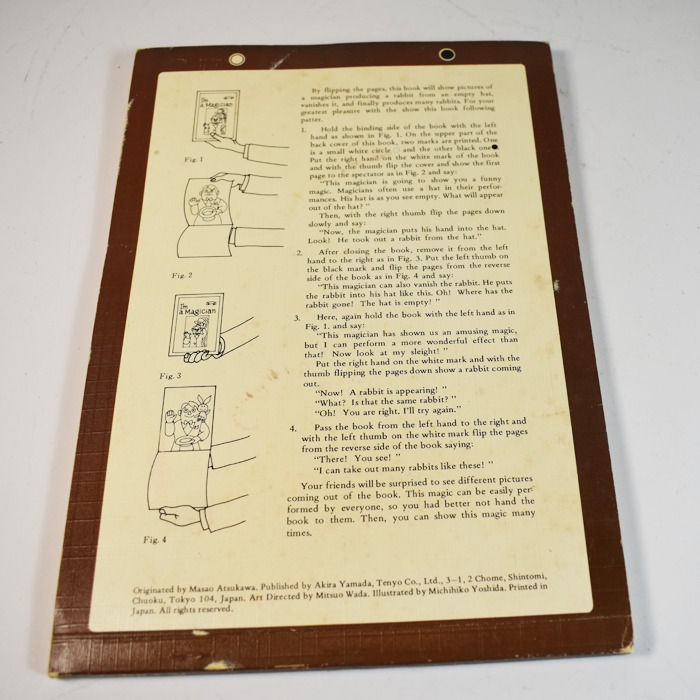 By flipping the pages, this book will show pictures of
a magician producing a rabbit from an empty hat,
vanishes it, and finally produces many rabbits. For your
greatest pleasure with the show this book following
patter.
1. Hold the binding side of the book with the left
hand as shown in Fig. 1. On the upper part of the
back cover of this book, two marks are printed. One
is a small white circle ○ and the other black one●
Put the right hand on the white mark of the book
and with the thumb flip the cover and show the first
page to the spectator as in Fig. 2 and say:
"This magician is going to show you a funny
magic. Magicians often use a hat in their perfor-
mances. His hat is as you see empty. What will appear
out of the hat? "
Then, with the right thumb flip the pages down
slowly and say:
"Now, the magician puts his hand into the hat.
Look! He took out a rabbit from the hat."
2. After closing the book, remove it from the left
hand to the right as in Fig. 3. Put the left thumb on
the black mark and flip the pages from the reverse
side of the book as in Fig. 4 and say:
"This magician can also vanish the rabbit. He puts
the rabbit into his hat like this. Oh! Where has the
rabbit gone! The hat is empty! "
3. Here, again hold the book with the left hand as in
Fig. 1. and say:
"This magician has shown us an amusing magic,
but I can perform a more wonderful effect than
that! Now look at my sleight! "
Put the right hand on the white mark and with the
thumb flipping the pages down show a rabbit coming
out.
"Now! A rabbit is appearing! "
"What? Is that the same rabbit? "
"Oh! You are right. I'll try again."
4. Pass the book from the left hand to the right and
with the left thumb on the white mark flip the pages
from the reverse side of the book saying:
"There! You see! "
"I can take out many rabbits like these! "
Your friends will be surprised to see different pictures
coming out of the book. This magic can be easily per-
formed by everyone, so you had better not hand the
book to them. Then, you can show this magic many
times.
I'm
a Magician
Fig. 1
Fig. 2
I'm
a Magician
Fig. 3
Fig. 4
Originated by Masao Atsukawa. Published by Akira Yamada, Tenyo Co., Ltd., 3–1, 2 Chome, Shintomi,
Chuoku, Tokyo 104, Japan. Art Directed by Mitsuo Wada. Illustrated by Michihiko Yoshida. Printed in
Japan. All rights reserved.